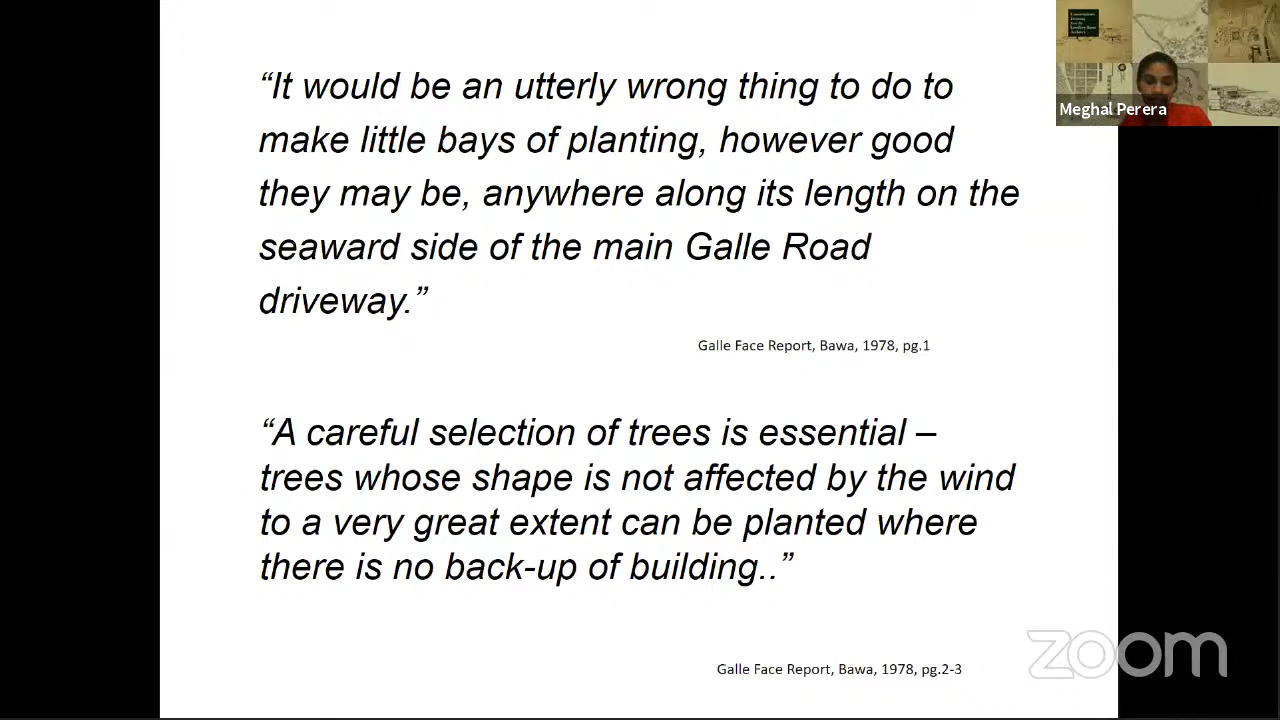 “It would be an utterly wrong thing to do to
make little bays of planting, however good
they may be, anywhere along its length on the
seaward side of the main Galle Road
driveway.”
Galle Face Report, Bawa, 1978, pg.1
“A careful selection of trees is essential –
trees whose shape is not affected by the wind
to a very great extent can be planted where
there is no back-up of building..”
Galle Face Report, Bawa, 1978, pg.2-3
Meghal Perera
zoom